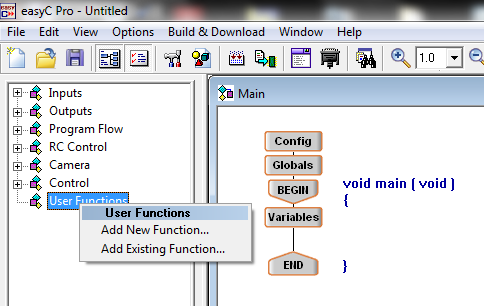 easyC Pro - Untitled
File Edit View Options Build & Download Window Help
1.0
Inputs
Outputs
Program Flow
RC Control
Camera
Control
User Functions
User Functions
Add New Function...
Add Existing Function...
Main
Config
Globals
BEGIN
void main ( void )
{
Variables
END
}